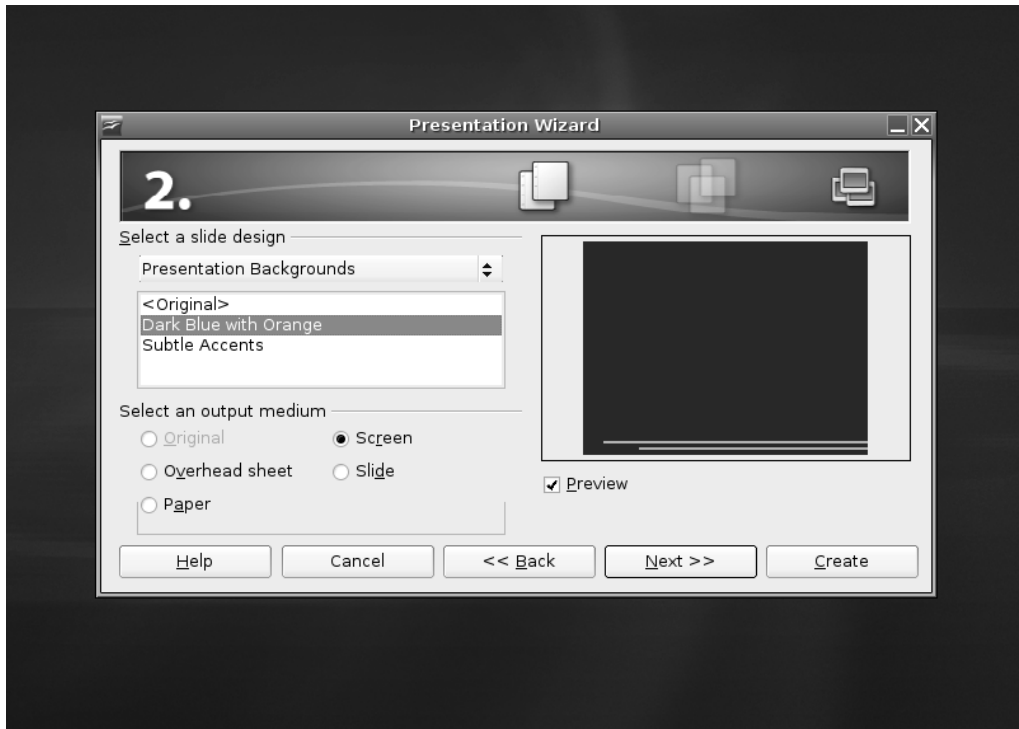 Presentation Wizard
2.
Select a slide design
Presentation Backgrounds
<Original>
Dark Blue with Orange
Subtle Accents
Select an output medium
Original Screen
Overhead sheet Slide
Paper
Preview
Help Cancel << Back Next >> Create